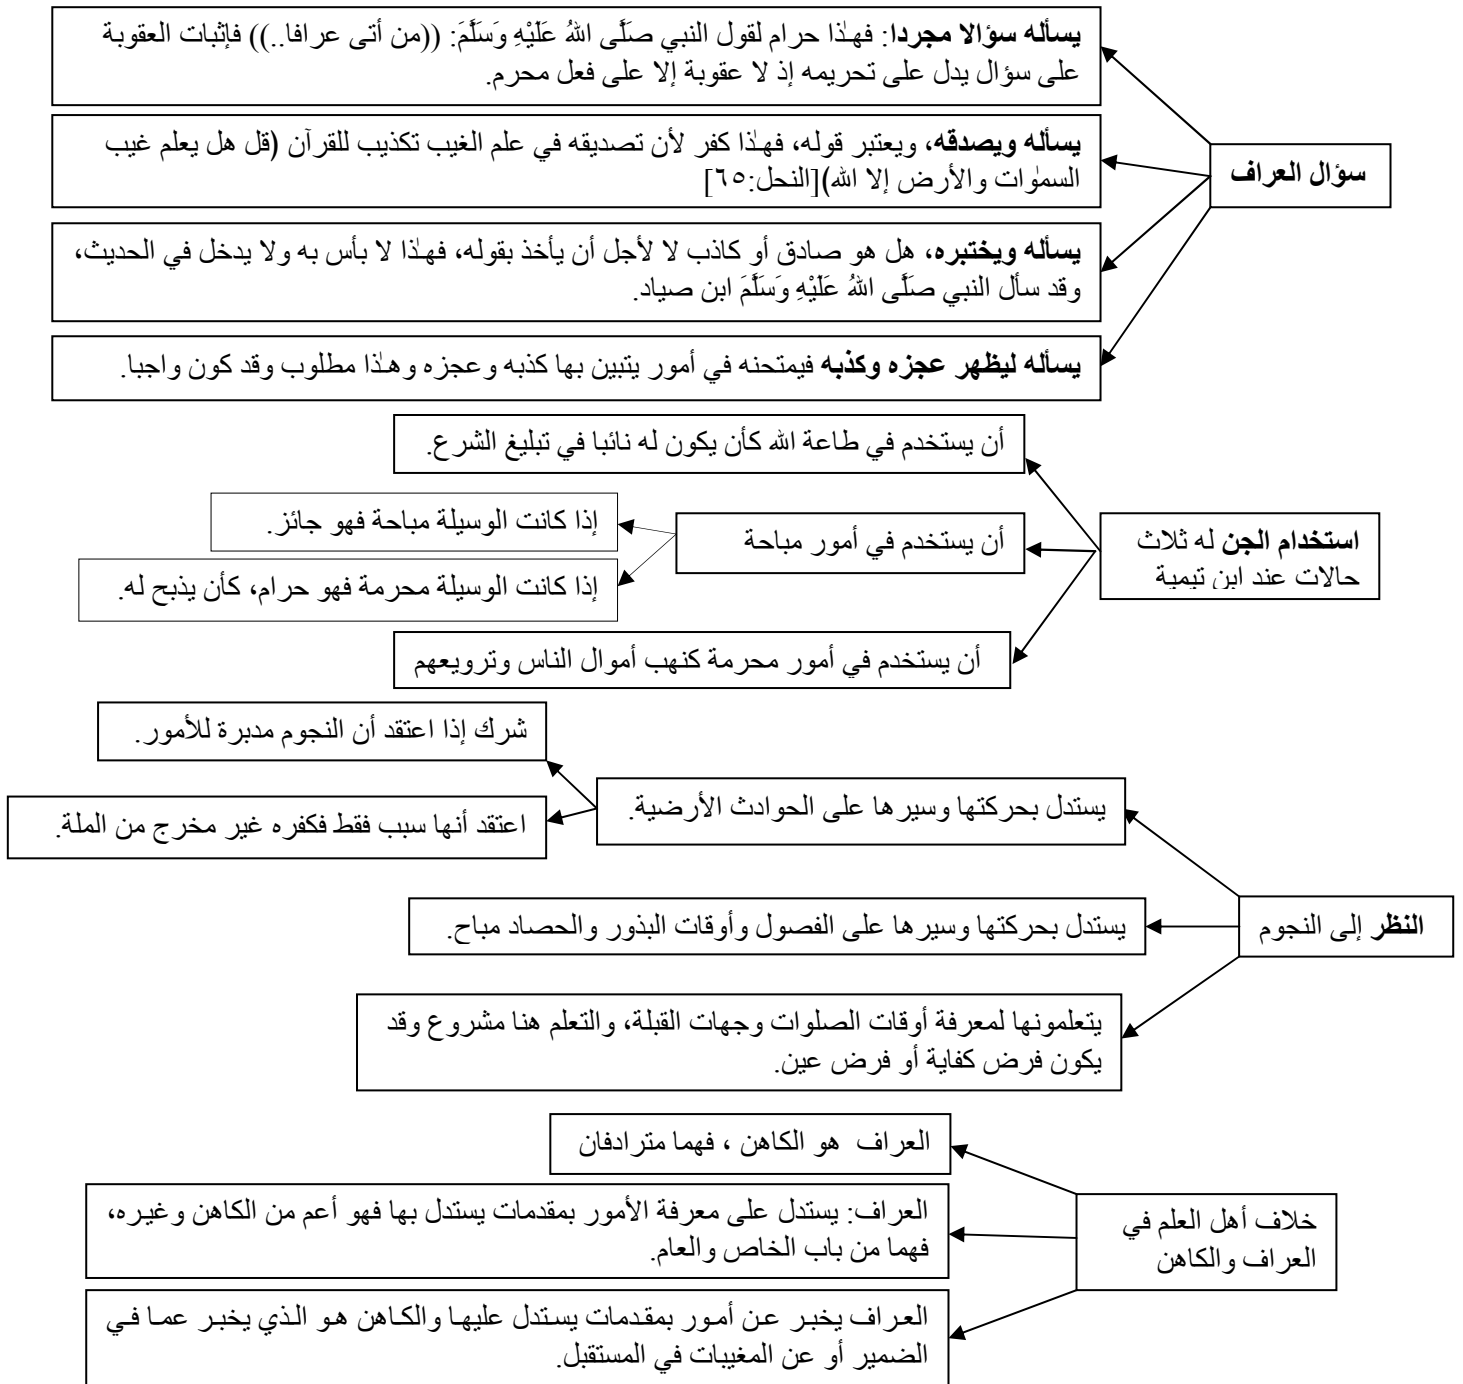 سؤال العراف
يسأله سؤالا مجردا: فهـٰذا حرام لقول النبي صَلَّى اللهُ عَلَيْهِ وَسَلَّمَ: ((من أتى عرافا..)) فإثبات العقوبة
على سؤال يدل على تحريمه إذ لا عقوبة إلا على فعل محرم.
يسأله ويصدقه، ويعتبر قوله، فهـٰذا كفر لأن تصديقه في علم الغيب تكذيب للقرآن (قل هل يعلم غيب
السمٰوات والأرض إلا الله)[النحل:٦٥]
يسأله ويختبره، هل هو صادق أو كاذب لا لأجل أن يأخذ بقوله، فهـٰذا لا بأس به ولا يدخل في الحديث،
وقد سأل النبي صَلَّى اللهُ عَلَيْهِ وَسَلَّمَ ابن صياد.
يسأله ليظهر عجزه وكذبه فيمتحنه في أمور يتبين بها كذبه وعجزه وهـٰذا مطلوب وقد كون واجبا.
استخدام الجن له ثلاث
حالات عند ابن تيمية
أن يستخدم في طاعة الله كأن يكون له نائبا في تبليغ الشرع.
أن يستخدم في أمور مباحة
إذا كانت الوسيلة مباحة فهو جائز.
إذا كانت الوسيلة محرمة فهو حرام، كأن يذبح له.
أن يستخدم في أمور محرمة كنهب أموال الناس وترويعهم
النظر إلى النجوم
يستدل بحركتها وسيرها على الحوادث الأرضية.
شرك إذا اعتقد أن النجوم مدبرة للأمور.
اعتقد أنها سبب فقط فكفره غير مخرج من الملة.
يستدل بحركتها وسيرها على الفصول وأوقات البذور والحصاد مباح.
يتعلمونها لمعرفة أوقات الصلوات وجهات القبلة، والتعلم هنا مشروع وقد
يكون فرض كفاية أو فرض عين.
خلاف أهل العلم في
العراف والكاهن
العراف هو الكاهن ، فهما مترادفان
العراف: يستدل على معرفة الأمور بمقدمات يستدل بها فهو أعم من الكاهن وغيره،
فهما من باب الخاص والعام.
العراف يخبر عن أمور بمقدمات يستدل عليها والكاهن هو الذي يخبر عما في
الضمير أو عن المغيبات في المستقبل.